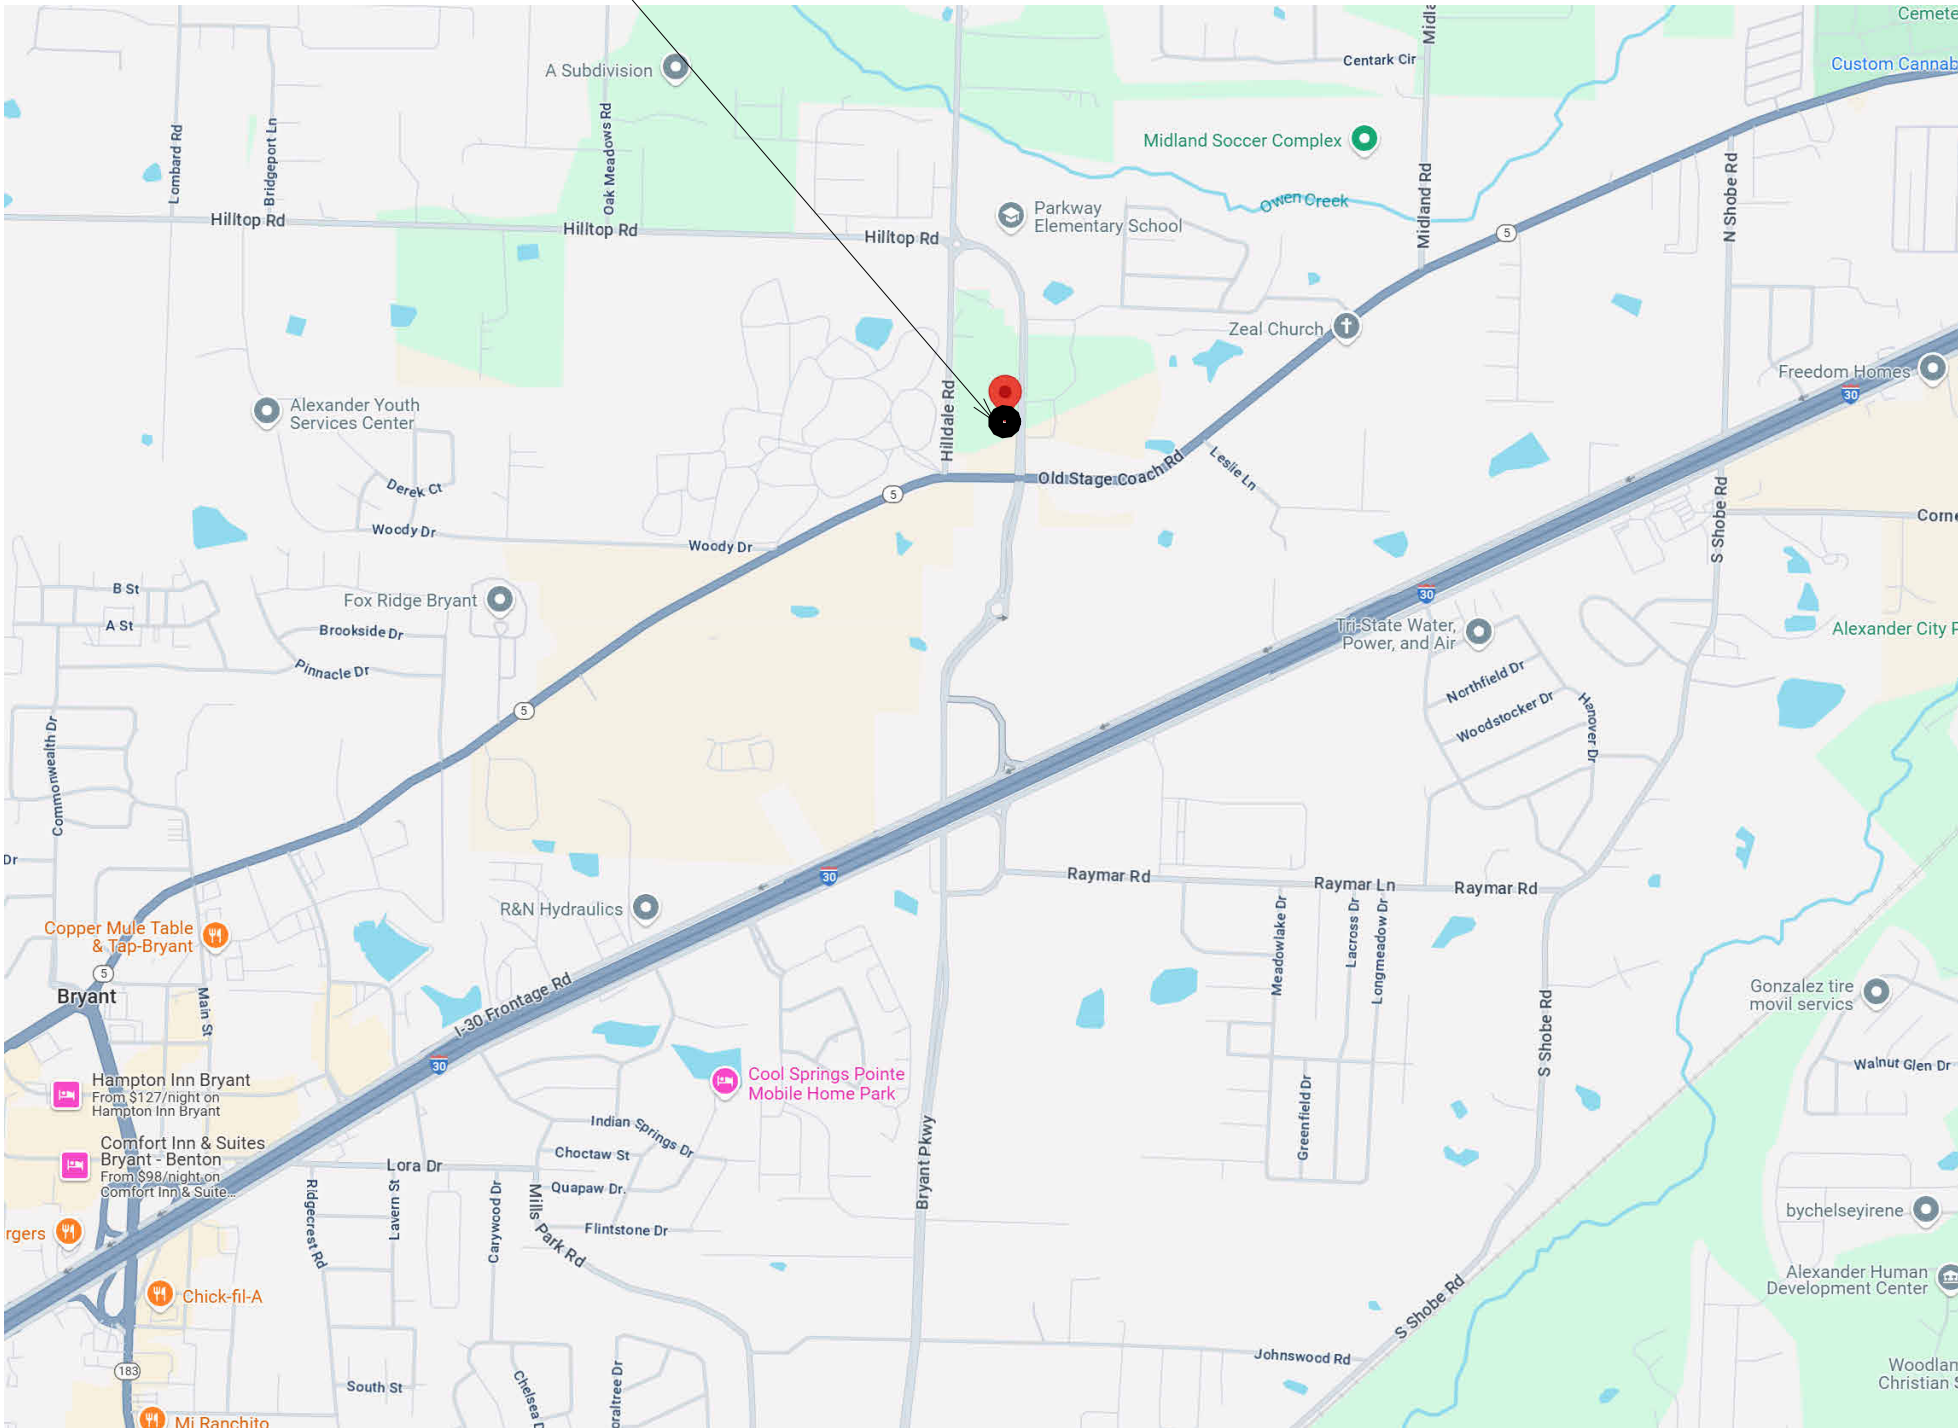 Cemete
Midla
Centark Cir
Custom Cannab
A Subdivision
Midland Soccer Complex
Lombard Rd
Bridgeport Ln
Oak Meadows Rd
Midland Rd
N Shobe Rd
Owen Creek
Parkway
Elementary School
Hilltop Rd
Hilltop Rd
Hilltop Rd
5
Zeal Church
Freedom Homes
30
Alexander Youth
Services Center
Hilldale Rd
Old Stage Coach Rd
Leslie Ln
Derek Ct
5
S Shobe Rd
Corne
Woody Dr
Woody Dr
B St
Fox Ridge Bryant
30
A St
Brookside Dr
Tri-State Water,
Power, and Air
Alexander City P
Pinnacle Dr
Northfield Dr
Woodstocker Dr
Hanover Dr
5
Commonwealth Dr
Dr
30
Raymar Rd
Raymar Ln
Raymar Rd
R&N Hydraulics
Copper Mule Table
& Tap-Bryant
Meadowlake Dr
Lacross Dr
Longmeadow Dr
5
Bryant
Main St
I-30 Frontage Rd
Gonzalez tire
movil servics
S Shobe Rd
30
Walnut Glen Dr
Hampton Inn Bryant
From $127/night on
Hampton Inn Bryant
Cool Springs Pointe
Mobile Home Park
Greenfield Dr
Indian Springs Dr
Comfort Inn & Suites
Bryant - Benton
From $98/night on
Comfort Inn & Suite...
Choctaw St
Bryant Pkwy
Lora Dr
Quapaw Dr.
Ridgecrest Rd
Lavern St
Carywood Dr
Mills Park Rd
Flintstone Dr
rgers
bychelseyirene
Chick-fil-A
Alexander Human
Development Center
S Shobe Rd
Johnswood Rd
183
South St
Chelsea D
oraltree Dr
Woodlan
Christian S
Mi Ranchito